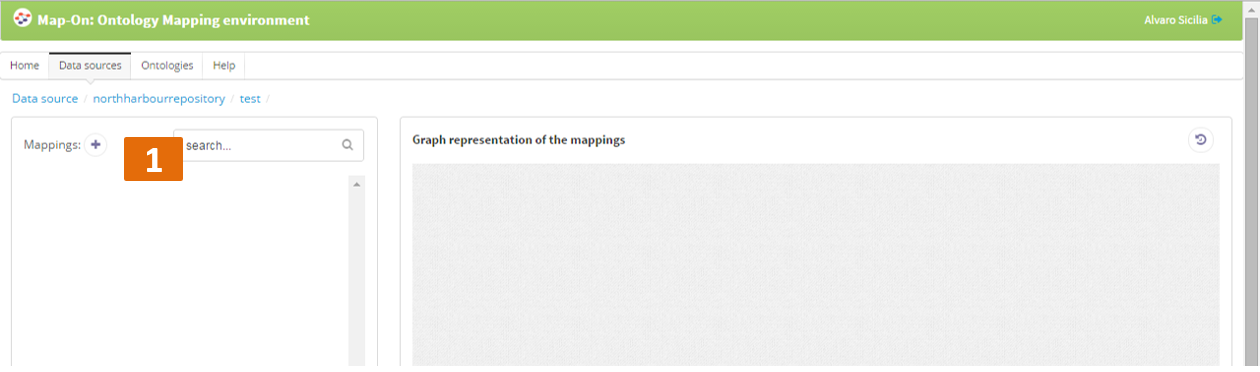 Map-On: Ontology Mapping environment
Alvaro Sicilia
Home Data sources Ontologies Help
Data source / northharbourrepository / test /
Mappings: + 1 search...
Graph representation of the mappings